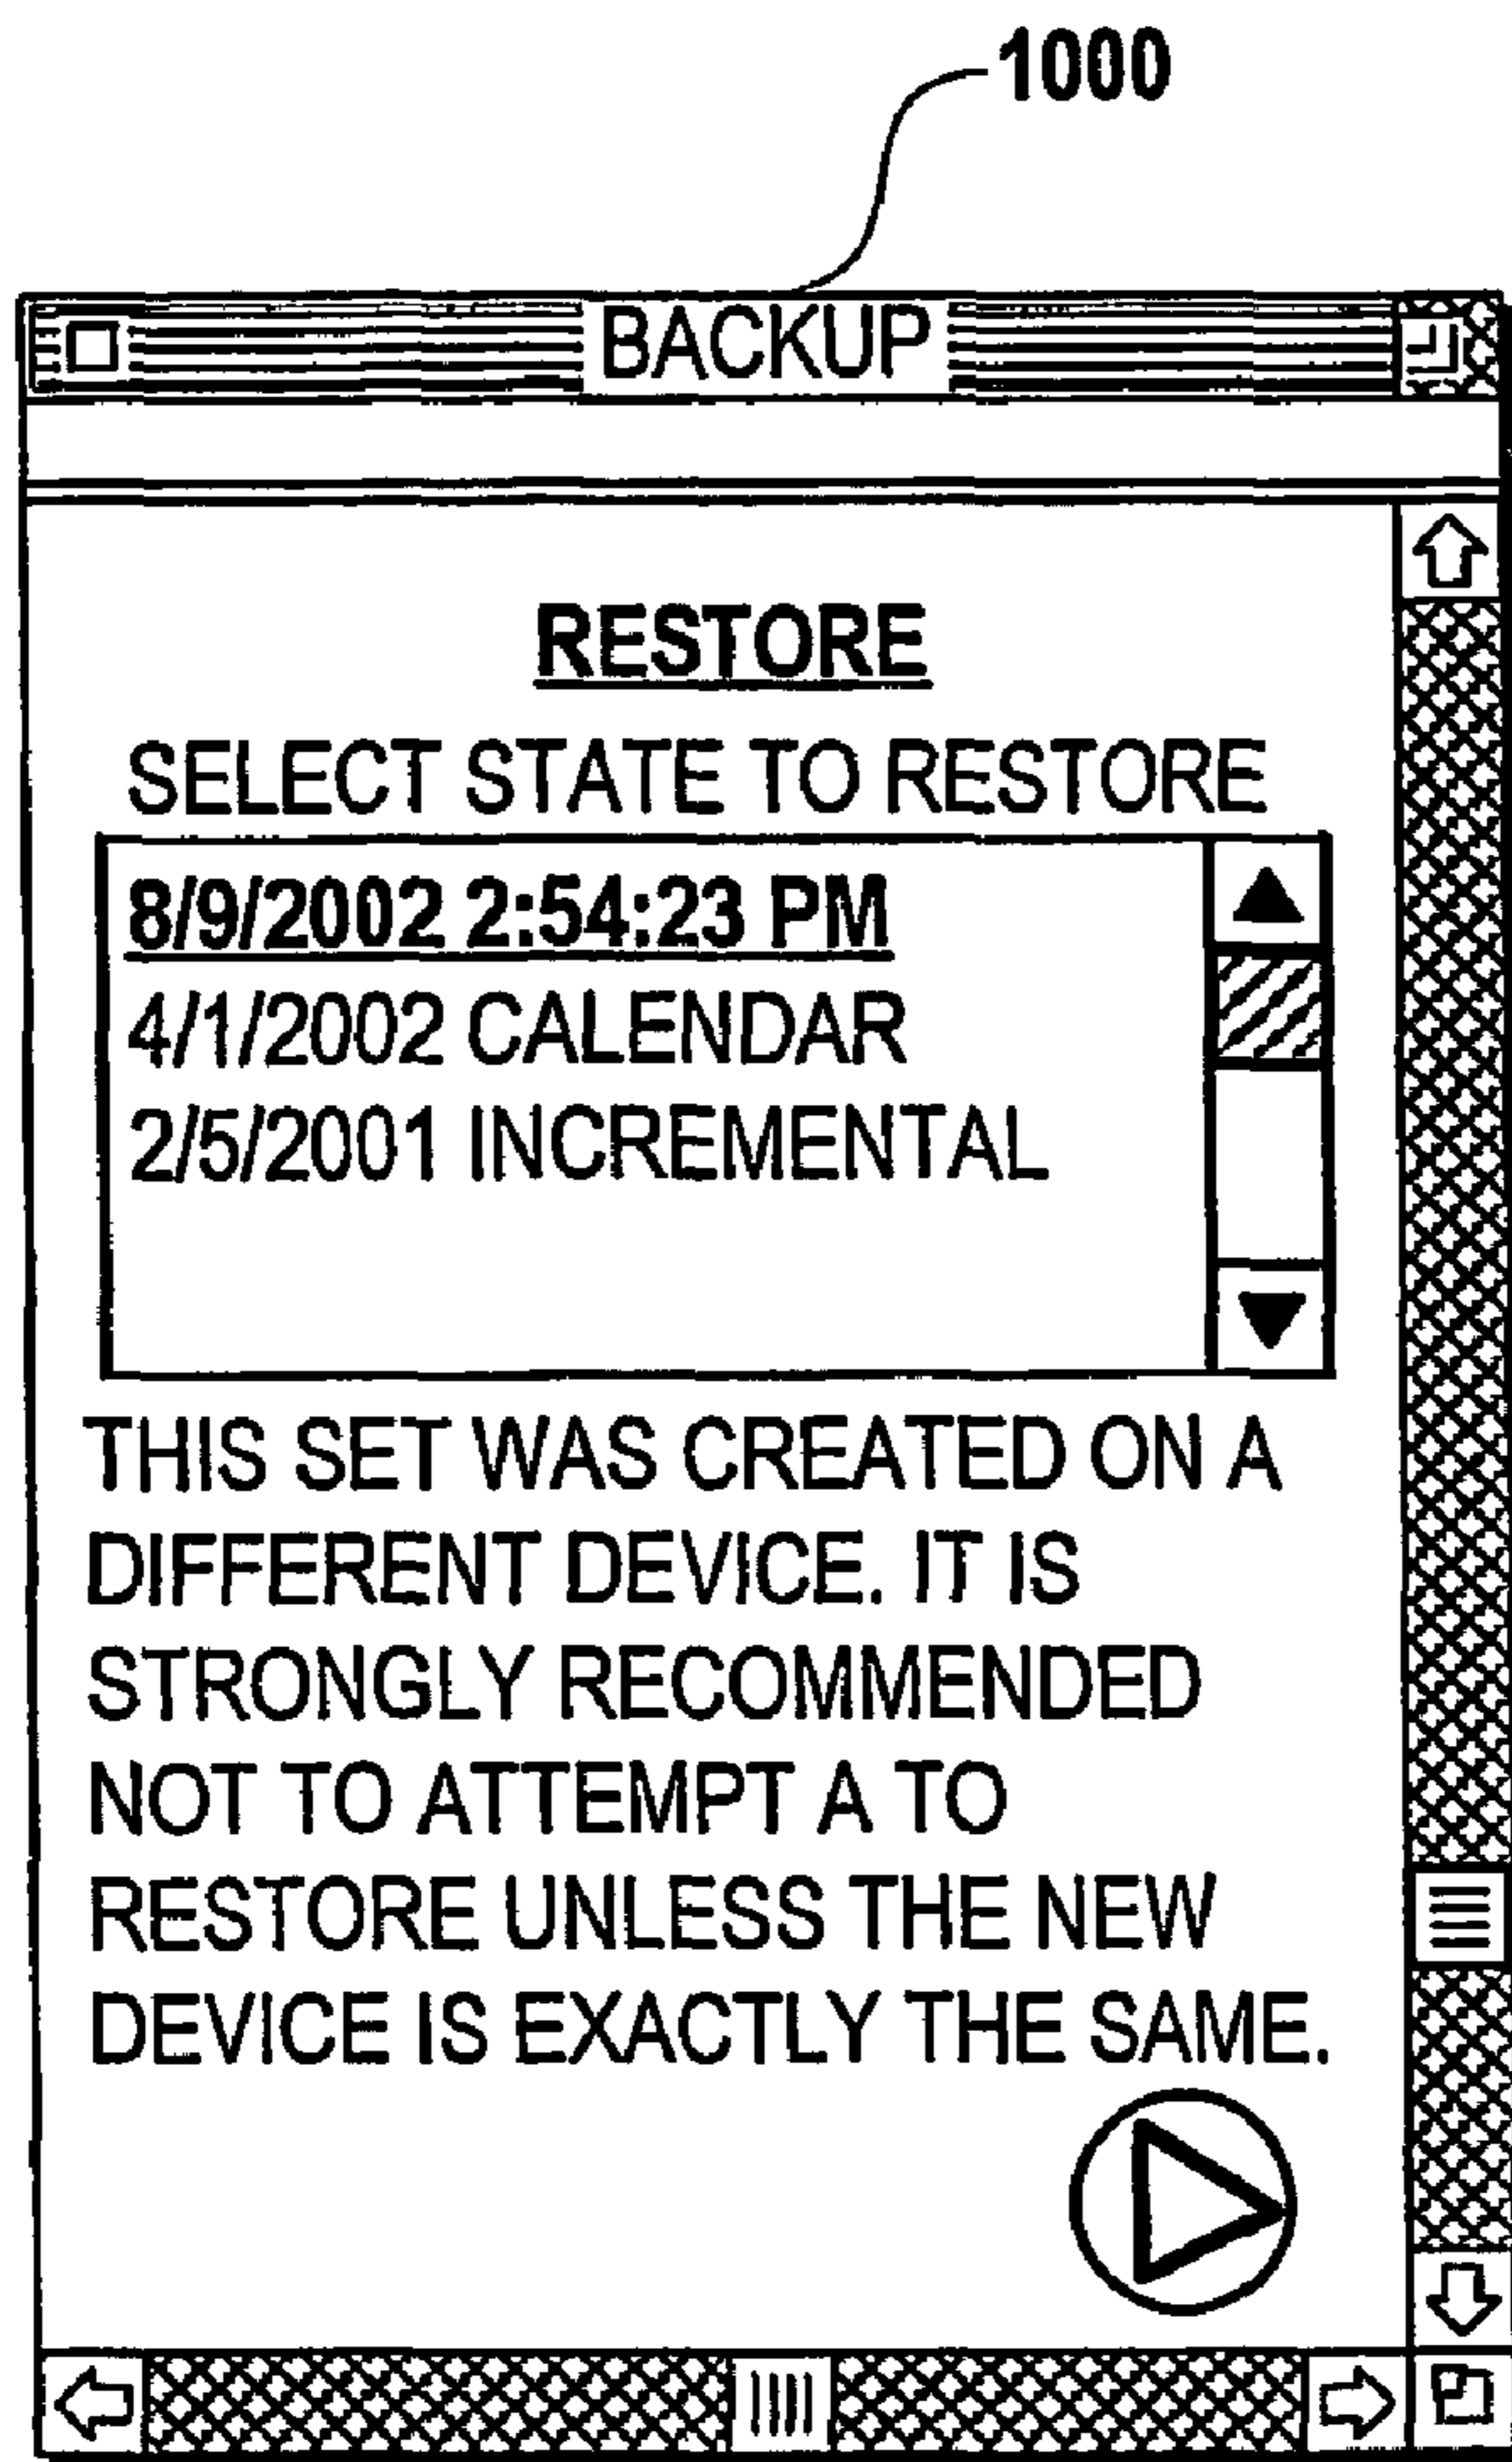 1000
BACKUP
RESTORE
SELECT STATE TO RESTORE
8/9/2002 2:54:23 PM
4/1/2002 CALENDAR
2/5/2001 INCREMENTAL
THIS SET WAS CREATED ON A
DIFFERENT DEVICE. IT IS
STRONGLY RECOMMENDED
NOT TO ATTEMPT A TO
RESTORE UNLESS THE NEW
DEVICE IS EXACTLY THE SAME.